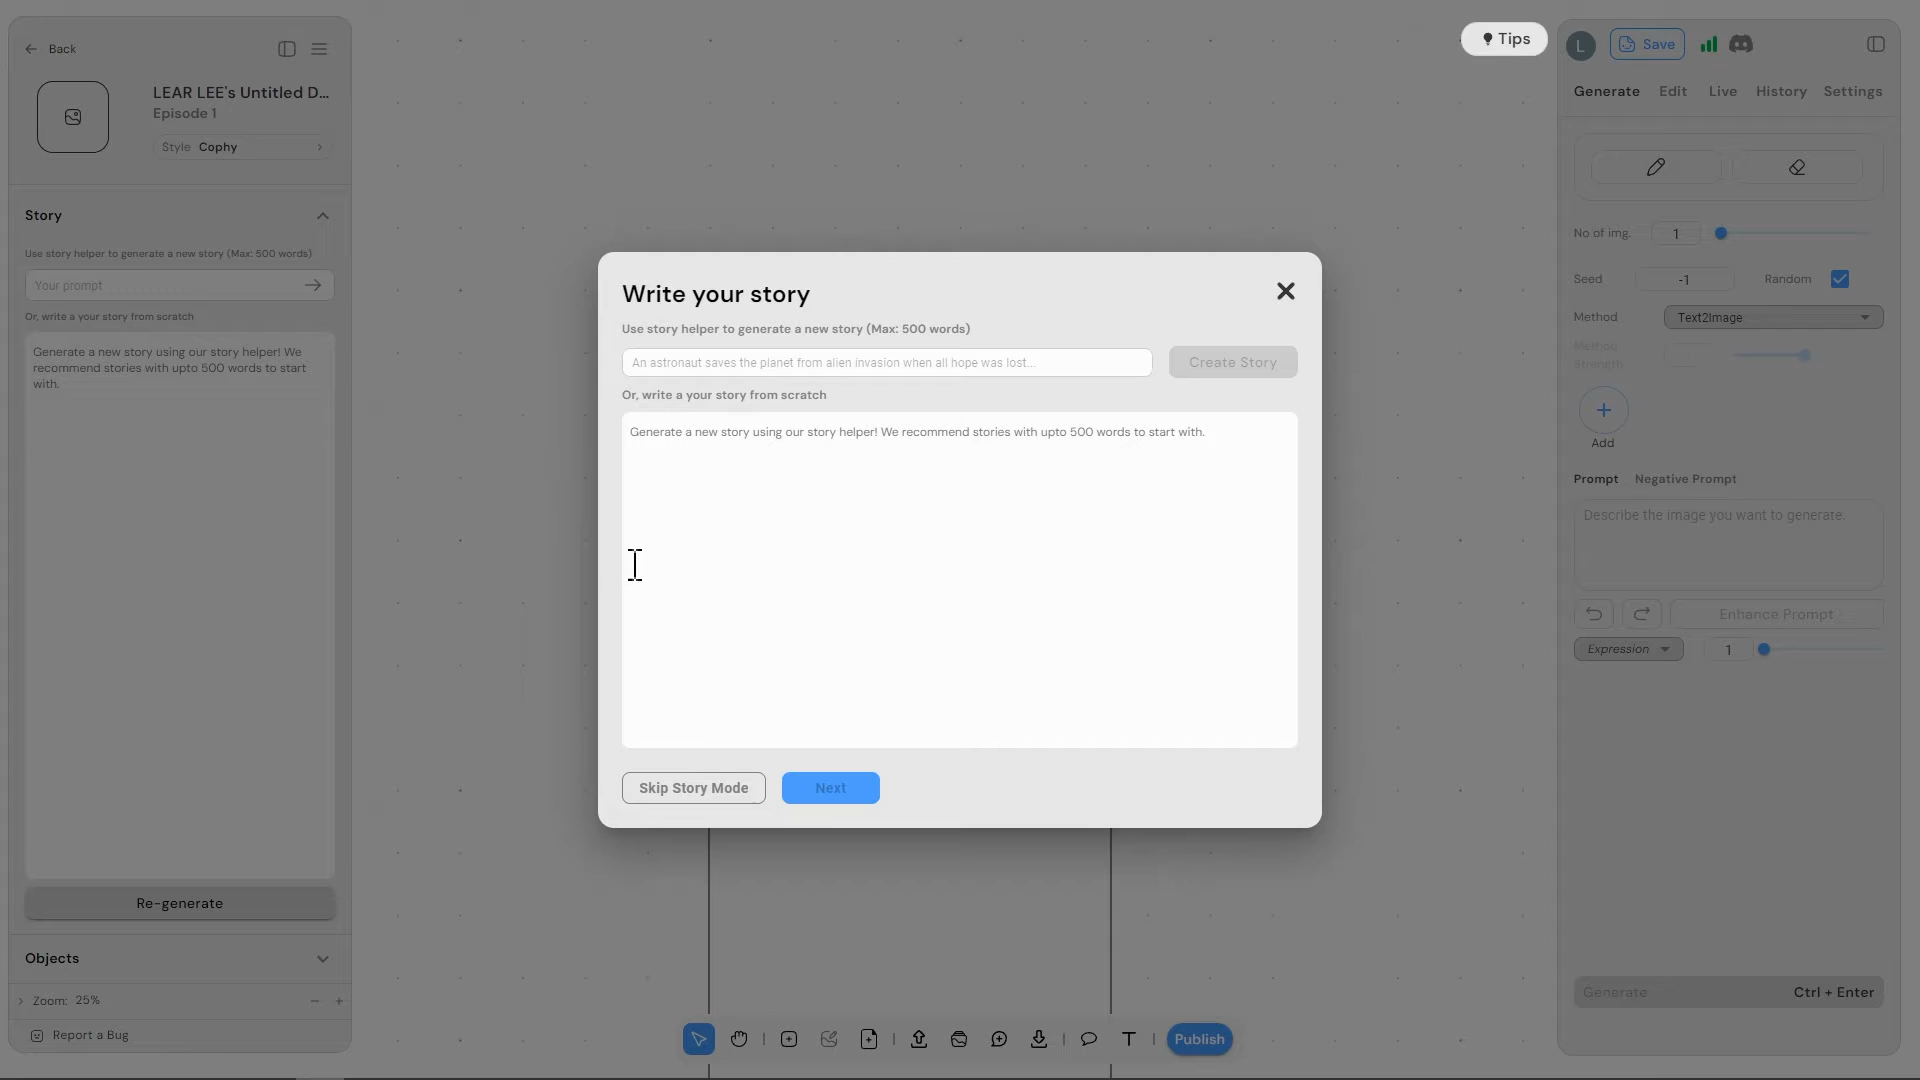 Back
LEAR LEE's Untitled D...
Episode 1
Style Cophy
Story
Use story helper to generate a new story (Max: 500 words)
Your prompt
Or, write a your story from scratch
Generate a new story using our story helper! We
recommend stories with upto 500 words to start
with.
Re-generate
Objects
Zoom: 25%
Report a Bug
Write your story
Use story helper to generate a new story (Max: 500 words)
An astronaut saves the planet from alien invasion when all hope was lost...
Create Story
Or, write a your story from scratch
Generate a new story using our story helper! We recommend stories with upto 500 words to start with.
Skip Story Mode
Next
T
Publish
Tips
L
Save
Generate Edit Live History Settings
No of img. 1
Seed -1 Random
Method Text2Image
Method
Strength
Add
Prompt Negative Prompt
Describe the image you want to generate.
Enhance Prompt
Expression 1
Generate Ctrl + Enter